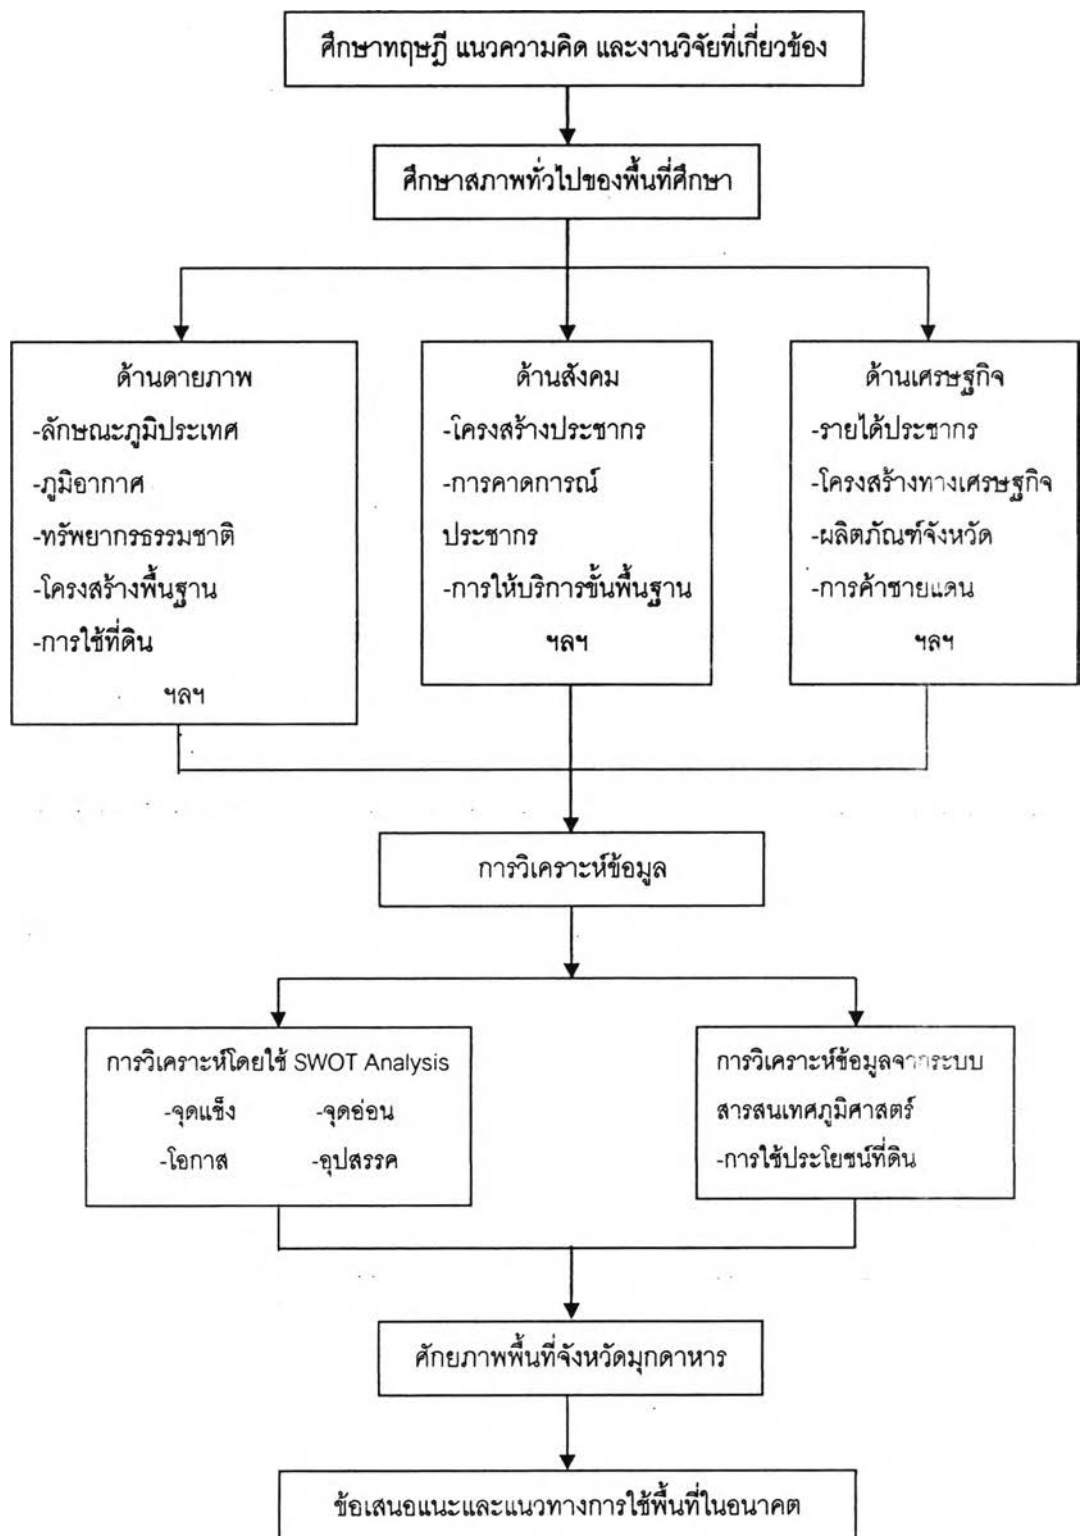 ศึกษาทฤษฎี แนวความคิด และงานวิจัยที่เกี่ยวข้อง
ศึกษาสภาพทั่วไปของพื้นที่ศึกษา
ด้านดายภาพ
-ลักษณะภูมิประเทศ
-ภูมิอากาศ
-ทรัพยากรธรรมชาติ
-โครงสร้างพื้นฐาน
-การใช้ที่ดิน
ฯลฯ
ด้านสังคม
-โครงสร้างประชากร
-การคาดการณ์
ประชากร
-การให้บริการขั้นพื้นฐาน
ฯลฯ
ด้านเศรษฐกิจ
-รายได้ประชากร
-โครงสร้างทางเศรษฐกิจ
-ผลิตภัณฑ์จังหวัด
-การค้าชายแดน
ฯลฯ
การวิเคราะห์ข้อมูล
การวิเคราะห์โดยใช้ SWOT Analysis
-จุดแข็ง -จุดอ่อน
-โอกาส -อุปสรรค
การวิเคราะห์ข้อมูลจากระบบ
สารสนเทศภูมิศาสตร์
-การใช้ประโยชน์ที่ดิน
ศักยภาพพื้นที่จังหวัดมุกดาหาร
ข้อเสนอแนะและแนวทางการใช้พื้นที่ในอนาคต